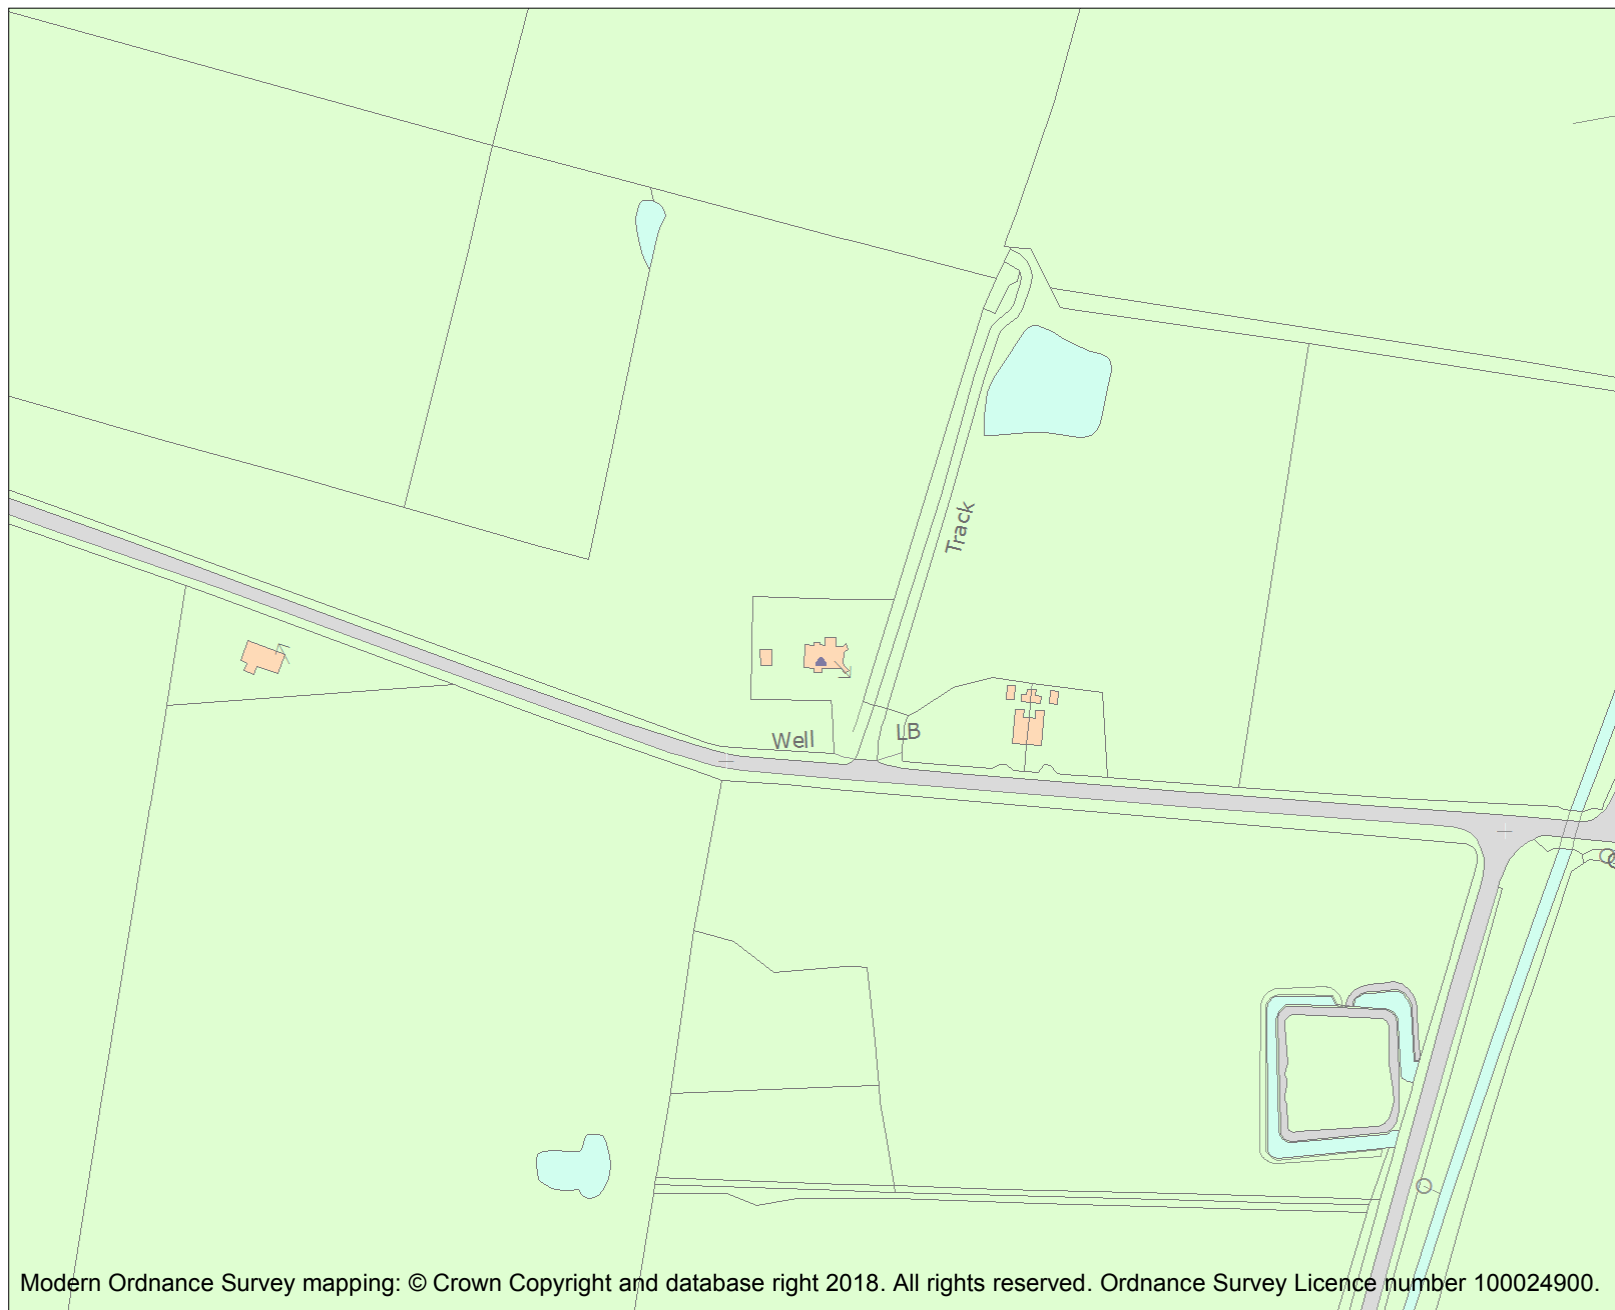 Track
Well
LB
Modern Ordnance Survey mapping: © Crown Copyright and database right 2018. All rights reserved. Ordnance Survey Licence number 100024900.